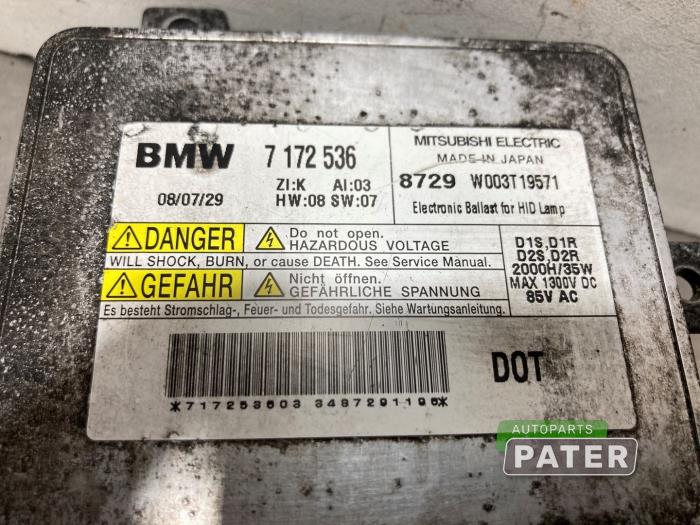 BMW 7 172 536
08/07/29
ZI:K AI:03
HW:08 SW:07
MITSUBISHI ELECTRIC
MADE IN JAPAN
8729 W003T19571
Electronic Ballast for HID Lamp
DANGER
Do not open.
HAZARDOUS VOLTAGE
WILL SHOCK, BURN, or cause DEATH. See Service Manual.
GEFAHR
Nicht öffnen.
GEFÄHRLICHE SPANNUNG
Es besteht Stromschlag-, Feuer- und Todesgefahr. Siehe Wartungsanleitung.
D1S,D1R
D2S,D2R
2000H/35W
MAX 1300V DC
85V AC
DOT
*717253603 3487291196*
AUTOPARTS
PATER